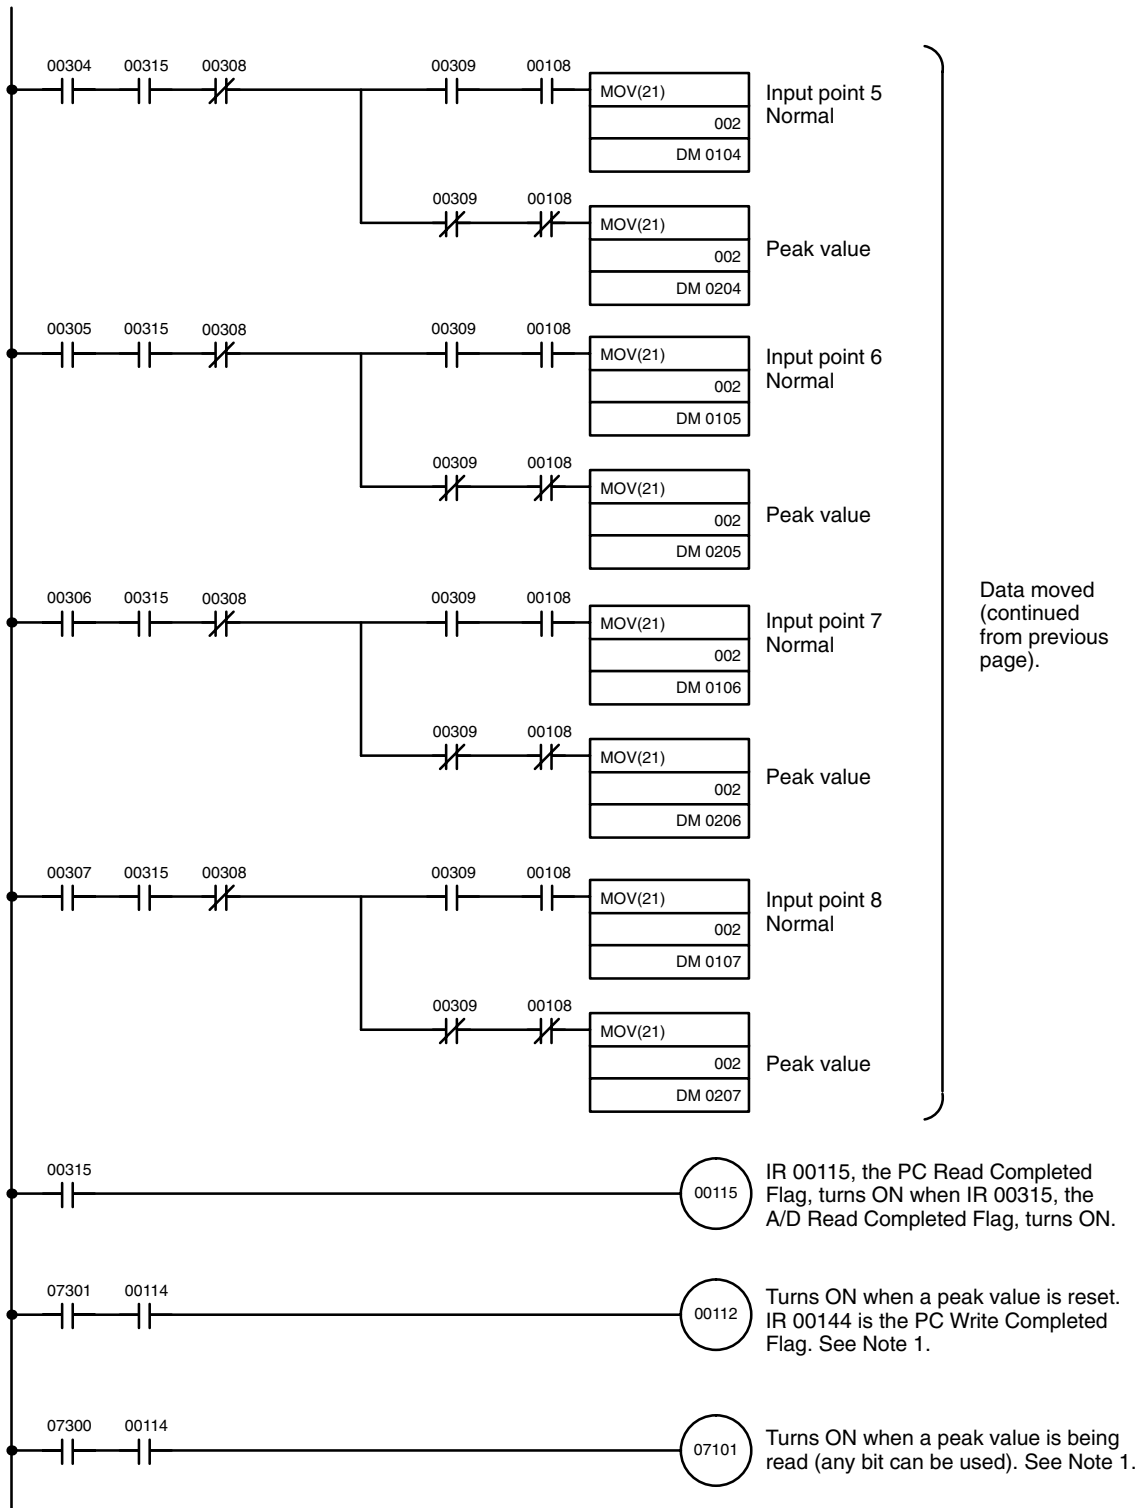 00304 00315 00308 00309 00108
MOV(21)
002
DM 0104
Input point 5
Normal
00309 00108
MOV(21)
002
DM 0204
Peak value
00305 00315 00308 00309 00108
MOV(21)
002
DM 0105
Input point 6
Normal
00309 00108
MOV(21)
002
DM 0205
Peak value
00306 00315 00308 00309 00108
MOV(21)
002
DM 0106
Input point 7
Normal
00309 00108
MOV(21)
002
DM 0206
Peak value
00307 00315 00308 00309 00108
MOV(21)
002
DM 0107
Input point 8
Normal
00309 00108
MOV(21)
002
DM 0207
Peak value
Data moved
(continued
from previous
page).
00315
00115
IR 00115, the PC Read Completed
Flag, turns ON when IR 00315, the
A/D Read Completed Flag, turns ON.
07301 00114
00112
Turns ON when a peak value is reset.
IR 00144 is the PC Write Completed
Flag. See Note 1.
07300 00114
07101
Turns ON when a peak value is being
read (any bit can be used). See Note 1.